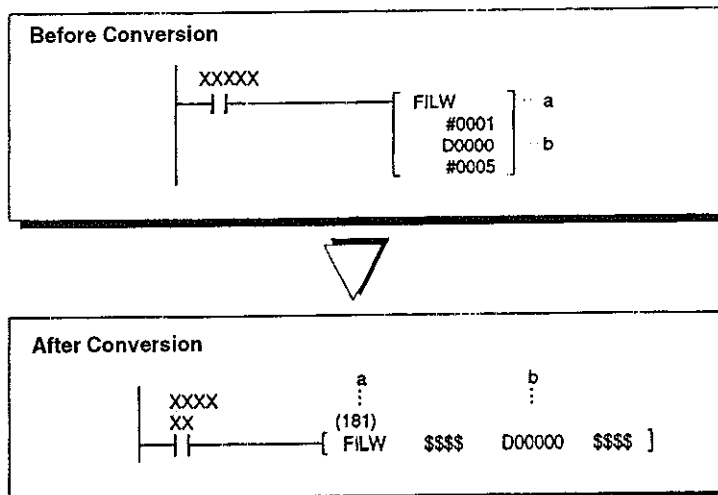 Before Conversion
XXXXX
FILW a
#0001
D0000 b
#0005
After Conversion
a b
XXXX
XX (181)
FILW $$$$ D00000 $$$$